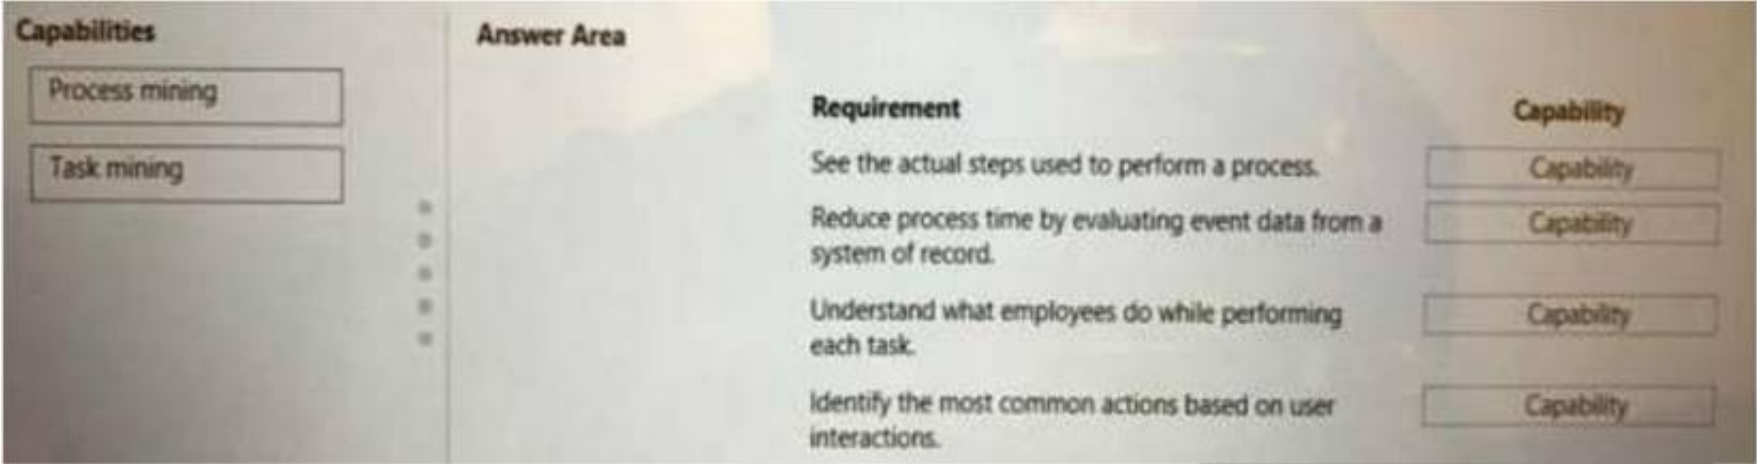 Capabilities
Process mining
Task mining
Answer Area
Requirement
Capability
See the actual steps used to perform a process.
Capability
Reduce process time by evaluating event data from a
system of record.
Capability
Understand what employees do while performing
each task.
Capability
Identify the most common actions based on user
interactions.
Capability